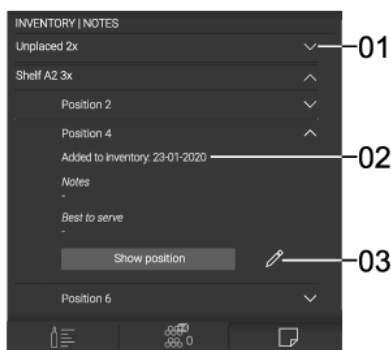 INVENTORY | NOTES
Unplaced 2x
01
Shelf A2 3x
Position 2
Position 4
Added to inventory: 23-01-2020
02
Notes
-
Best to serve
-
Show position
03
Position 6
0